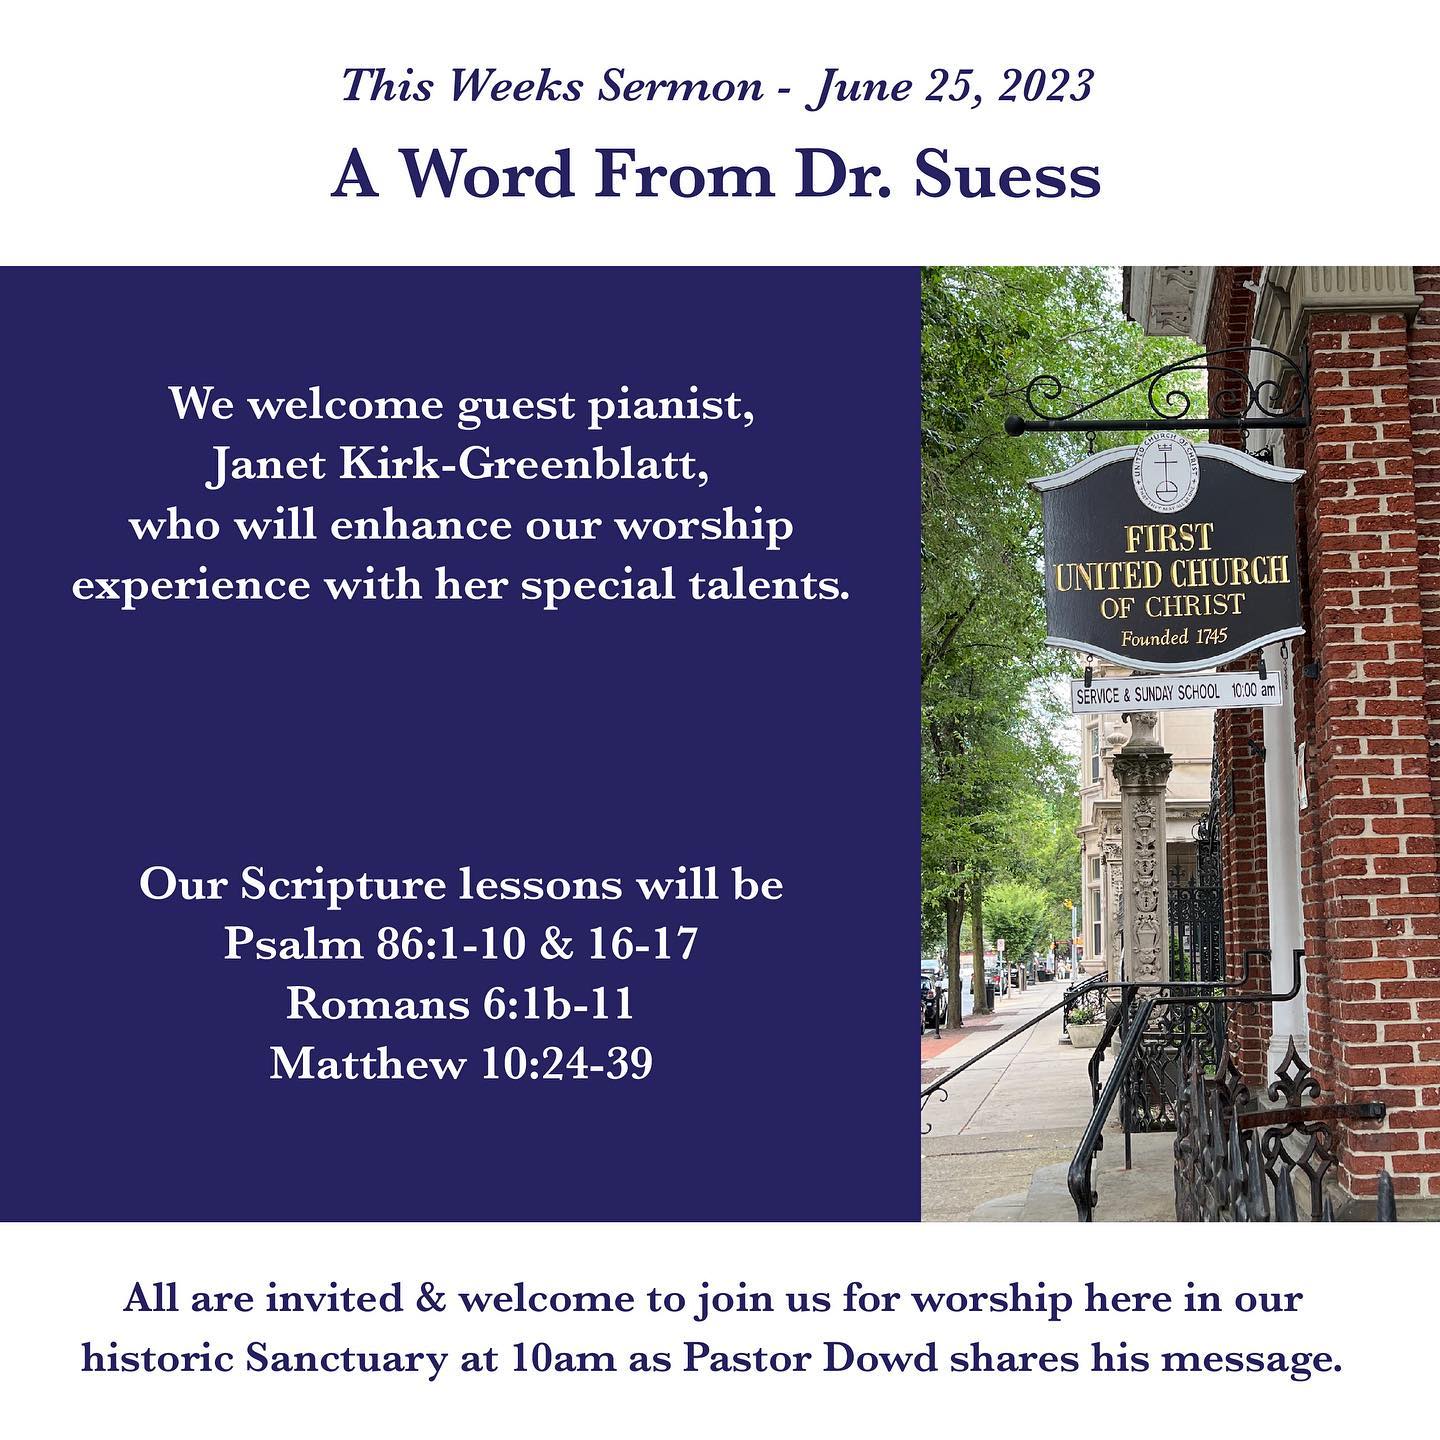 This Weeks Sermon - June 25, 2023
A Word From Dr. Suess
We welcome guest pianist,
Janet Kirk-Greenblatt,
who will enhance our worship
experience with her special talents.
Our Scripture lessons will be
Psalm 86:1-10 & 16-17
Romans 6:1b-11
Matthew 10:24-39
UNITED CHURCH OF CHRIST
FIRST
UNITED CHURCH
OF CHRIST
Founded 1745
SERVICE & SUNDAY SCHOOL 10:00 am
All are invited & welcome to join us for worship here in our
historic Sanctuary at 10am as Pastor Dowd shares his message.